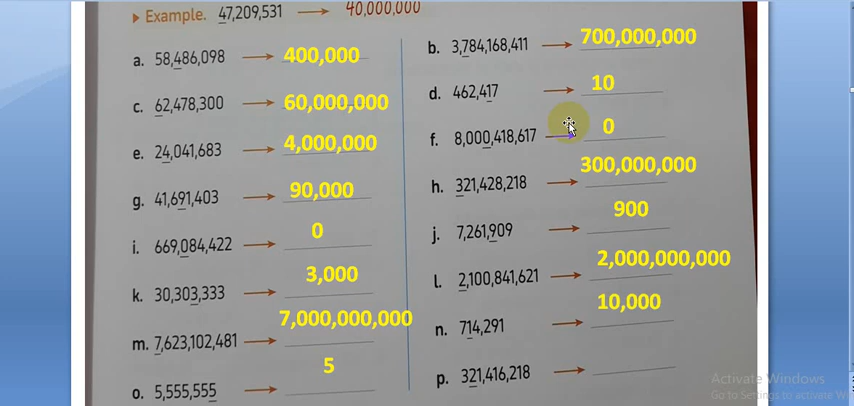 ▸ Example. 47,209,531 → 40,000,000
a. 58,486,098 → 400,000
b. 3,784,168,411 → 700,000,000
c. 62,478,300 → 60,000,000
d. 462,417 → 10
e. 24,041,683 → 4,000,000
f. 8,000,418,617 → 0
g. 41,691,403 → 90,000
h. 321,428,218 → 300,000,000
i. 669,084,422 → 0
j. 7,261,909 → 900
k. 30,303,333 → 3,000
l. 2,100,841,621 → 2,000,000,000
m. 7,623,102,481 → 7,000,000,000
n. 714,291 → 10,000
o. 5,555,555 → 5
p. 321,416,218 →
Activate Windows
Go to Settings to activate W